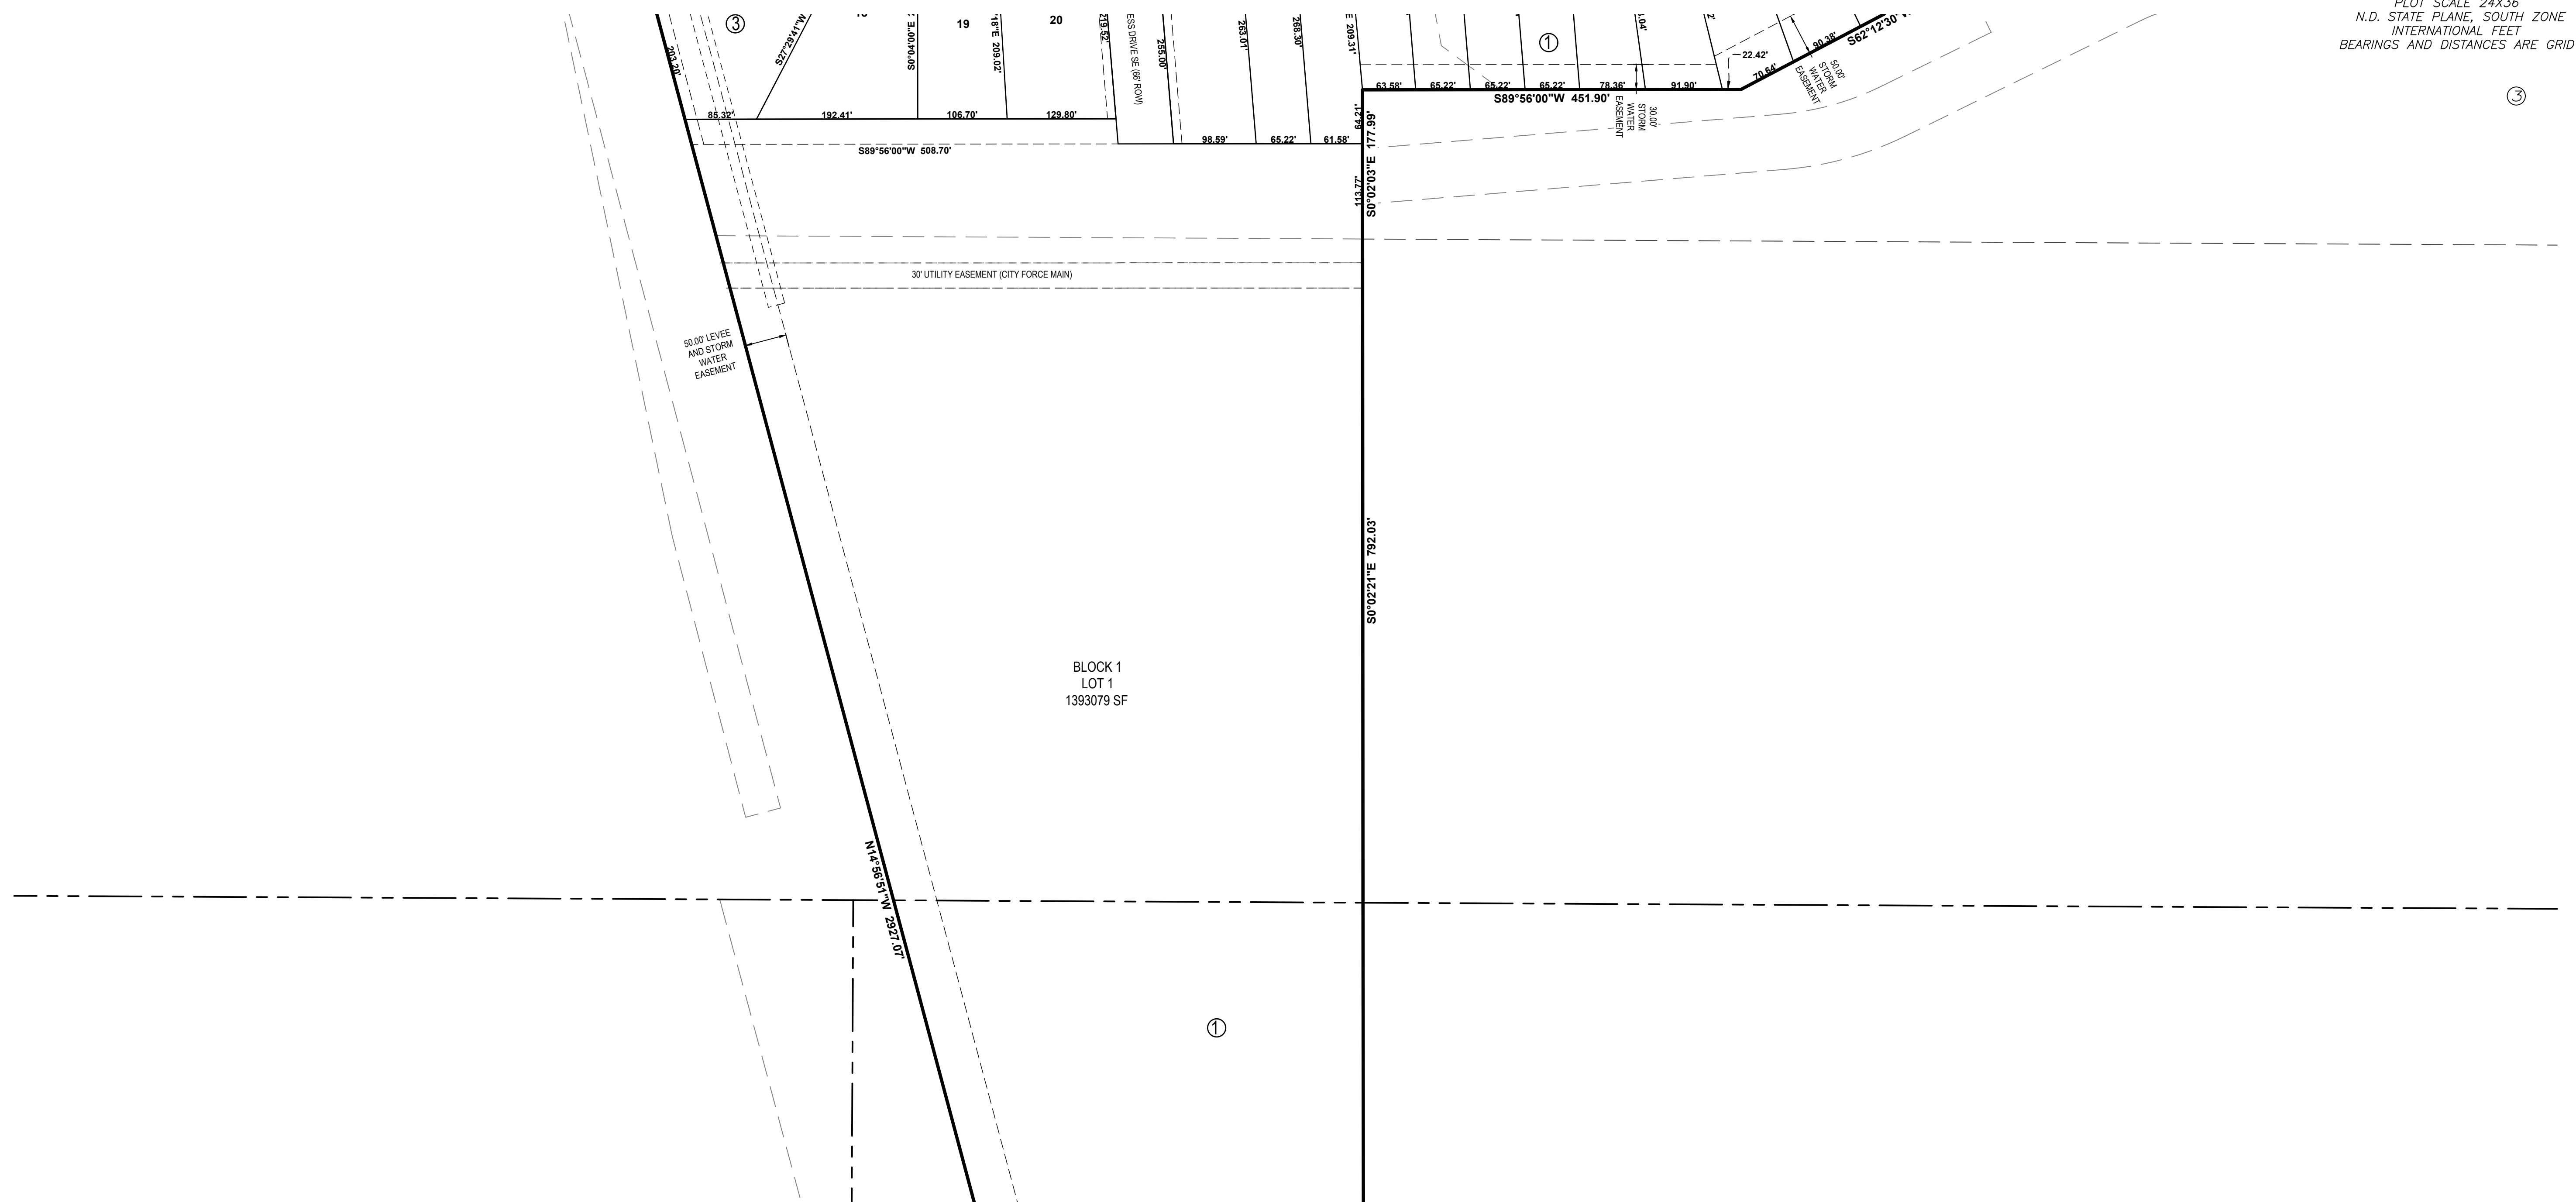 PLOT SCALE 24X36
N.D. STATE PLANE, SOUTH ZONE
INTERNATIONAL FEET
BEARINGS AND DISTANCES ARE GRID
3
3
1
19
20
203.20'
S27°29'41"W
S0°04'00"E
18"E 209.02'
219.52'
ESS DRIVE SE (66' ROW)
255.00'
263.01'
268.30'
E 209.31'
.04'
2'
22.42'
90.38'
S62°12'30"
70.64'
50.00'
STORM
WATER
EASEMENT
63.58'
65.22'
65.22'
65.22'
78.36'
91.90'
S89°56'00"W 451.90'
30.00'
STORM
WATER
EASEMENT
85.32'
192.41'
106.70'
129.80'
S89°56'00"W 508.70'
98.59'
65.22'
61.58'
64.21'
113.77'
S0°02'03"E 177.99'
30' UTILITY EASEMENT (CITY FORCE MAIN)
50.00' LEVEE
AND STORM
WATER
EASEMENT
S0°02'21"E 792.03'
BLOCK 1
LOT 1
1393079 SF
N14°56'51"W 2927.07'
1